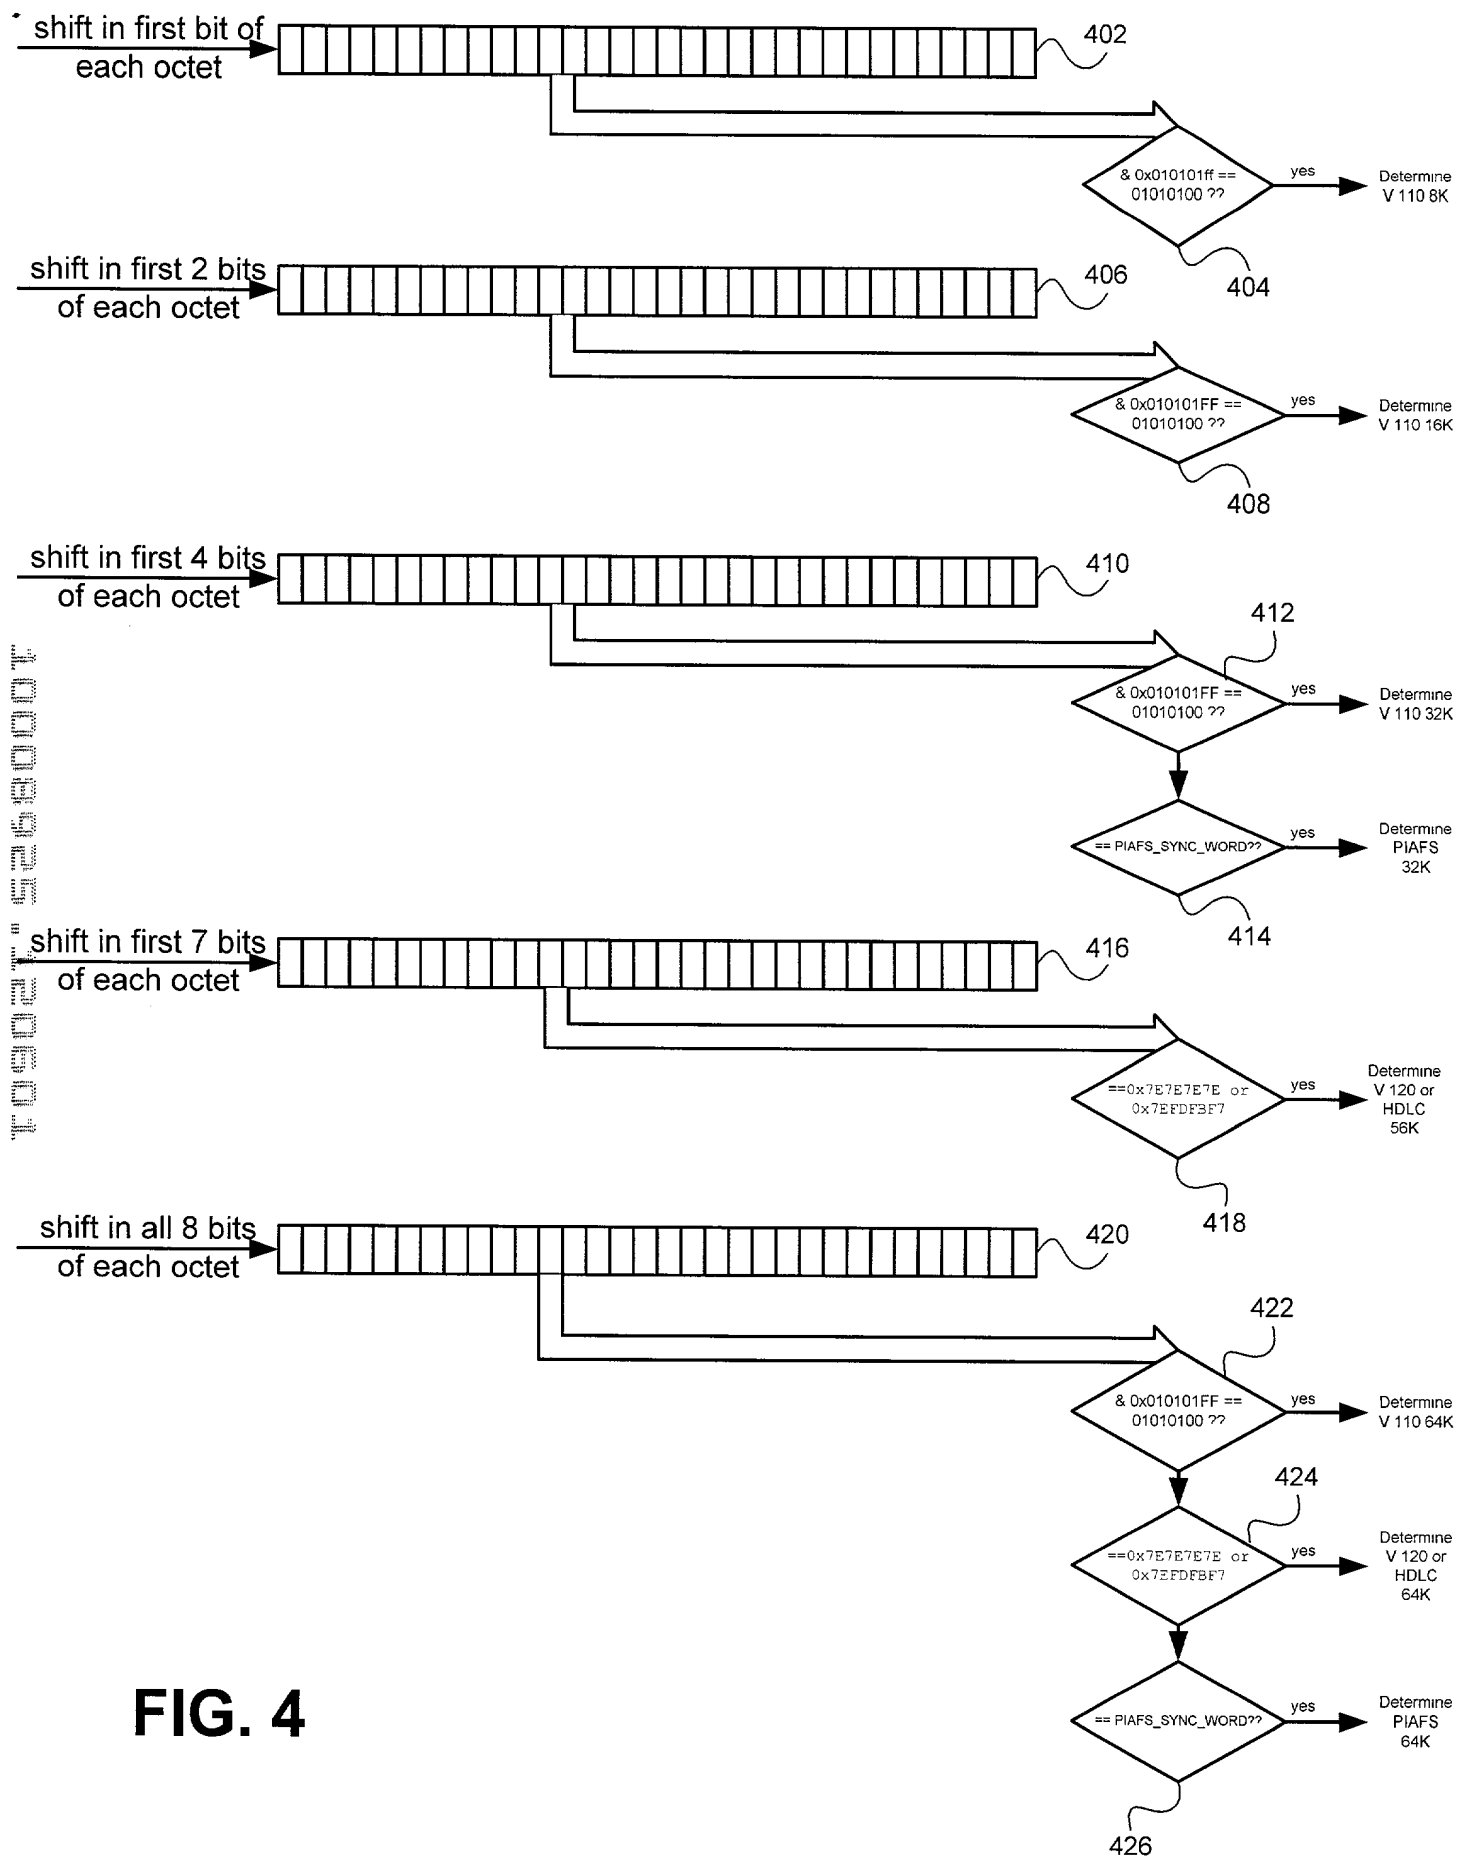 shift in first bit of
each octet
402
& 0x010101ff ==
01010100 ??
yes
Determine
V 110 8K
404
shift in first 2 bits
of each octet
406
& 0x010101FF ==
01010100 ??
yes
Determine
V 110 16K
408
shift in first 4 bits
of each octet
410
412
& 0x010101FF ==
01010100 ??
yes
Determine
V 110 32K
== PIAFS_SYNC_WORD??
yes
Determine
PIAFS
32K
414
10008925.120601
shift in first 7 bits
of each octet
416
==0x7E7E7E7E or
0x7EFDFBF7
yes
Determine
V 120 or
HDLC
56K
418
shift in all 8 bits
of each octet
420
422
& 0x010101FF ==
01010100 ??
yes
Determine
V 110 64K
424
==0x7E7E7E7E or
0x7EFDFBF7
yes
Determine
V 120 or
HDLC
64K
== PIAFS_SYNC_WORD??
yes
Determine
PIAFS
64K
426
FIG. 4